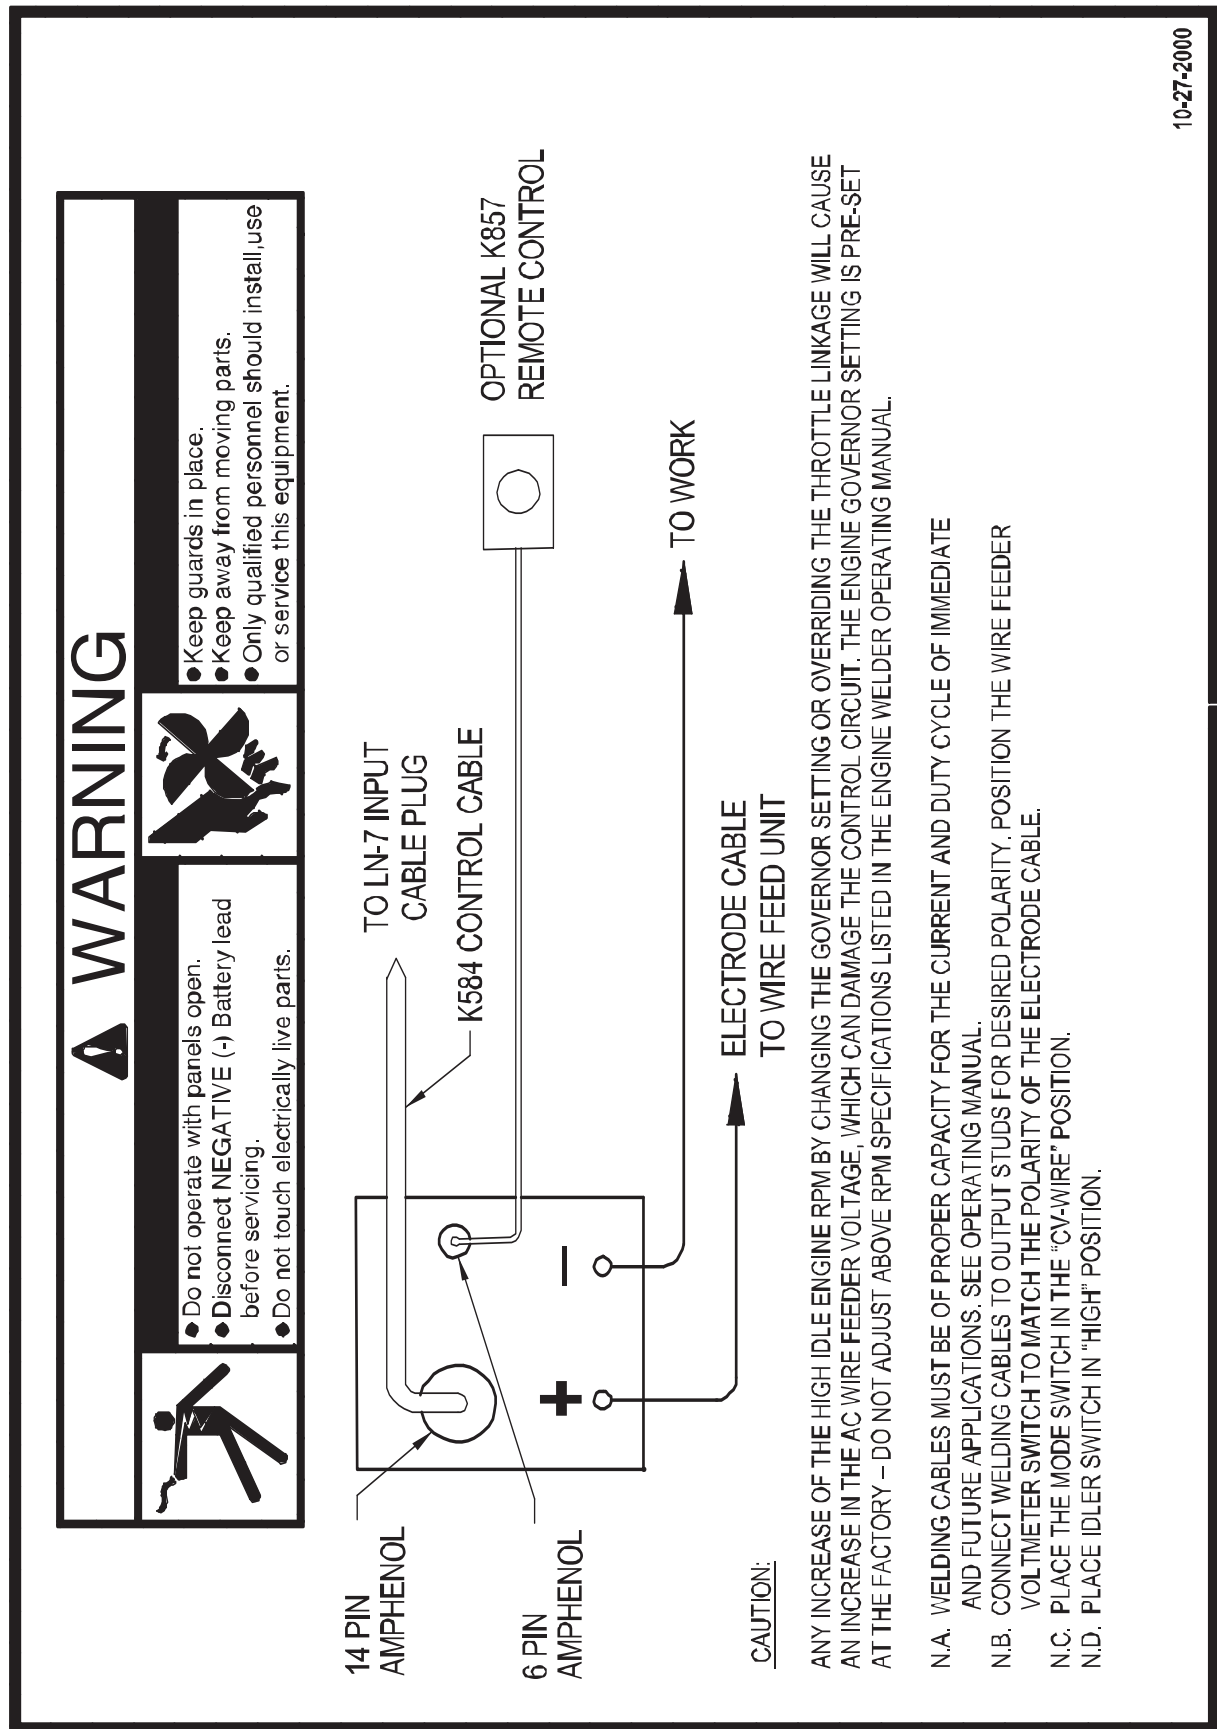 WARNING
● Do not operate with panels open.
● Disconnect NEGATIVE (-) Battery lead
before servicing.
● Do not touch electrically live parts.
● Keep guards in place.
● Keep away from moving parts.
● Only qualified personnel should install,use
or service this equipment.
14 PIN
AMPHENOL
6 PIN
AMPHENOL
TO LN-7 INPUT
CABLE PLUG
K584 CONTROL CABLE
OPTIONAL K857
REMOTE CONTROL
+
-
TO WORK
ELECTRODE CABLE
TO WIRE FEED UNIT
CAUTION:
ANY INCREASE OF THE HIGH IDLE ENGINE RPM BY CHANGING THE GOVERNOR SETTING OR OVERRIDING THE THROTTLE LINKAGE WILL CAUSE
AN INCREASE IN THE AC WIRE FEEDER VOLTAGE, WHICH CAN DAMAGE THE CONTROL CIRCUIT. THE ENGINE GOVERNOR SETTING IS PRE-SET
AT THE FACTORY – DO NOT ADJUST ABOVE RPM SPECIFICATIONS LISTED IN THE ENGINE WELDER OPERATING MANUAL.
N.A. WELDING CABLES MUST BE OF PROPER CAPACITY FOR THE CURRENT AND DUTY CYCLE OF IMMEDIATE
AND FUTURE APPLICATIONS. SEE OPERATING MANUAL.
N.B. CONNECT WELDING CABLES TO OUTPUT STUDS FOR DESIRED POLARITY. POSITION THE WIRE FEEDER
VOLTMETER SWITCH TO MATCH THE POLARITY OF THE ELECTRODE CABLE.
N.C. PLACE THE MODE SWITCH IN THE "CV-WIRE" POSITION.
N.D. PLACE IDLER SWITCH IN "HIGH" POSITION.
10-27-2000